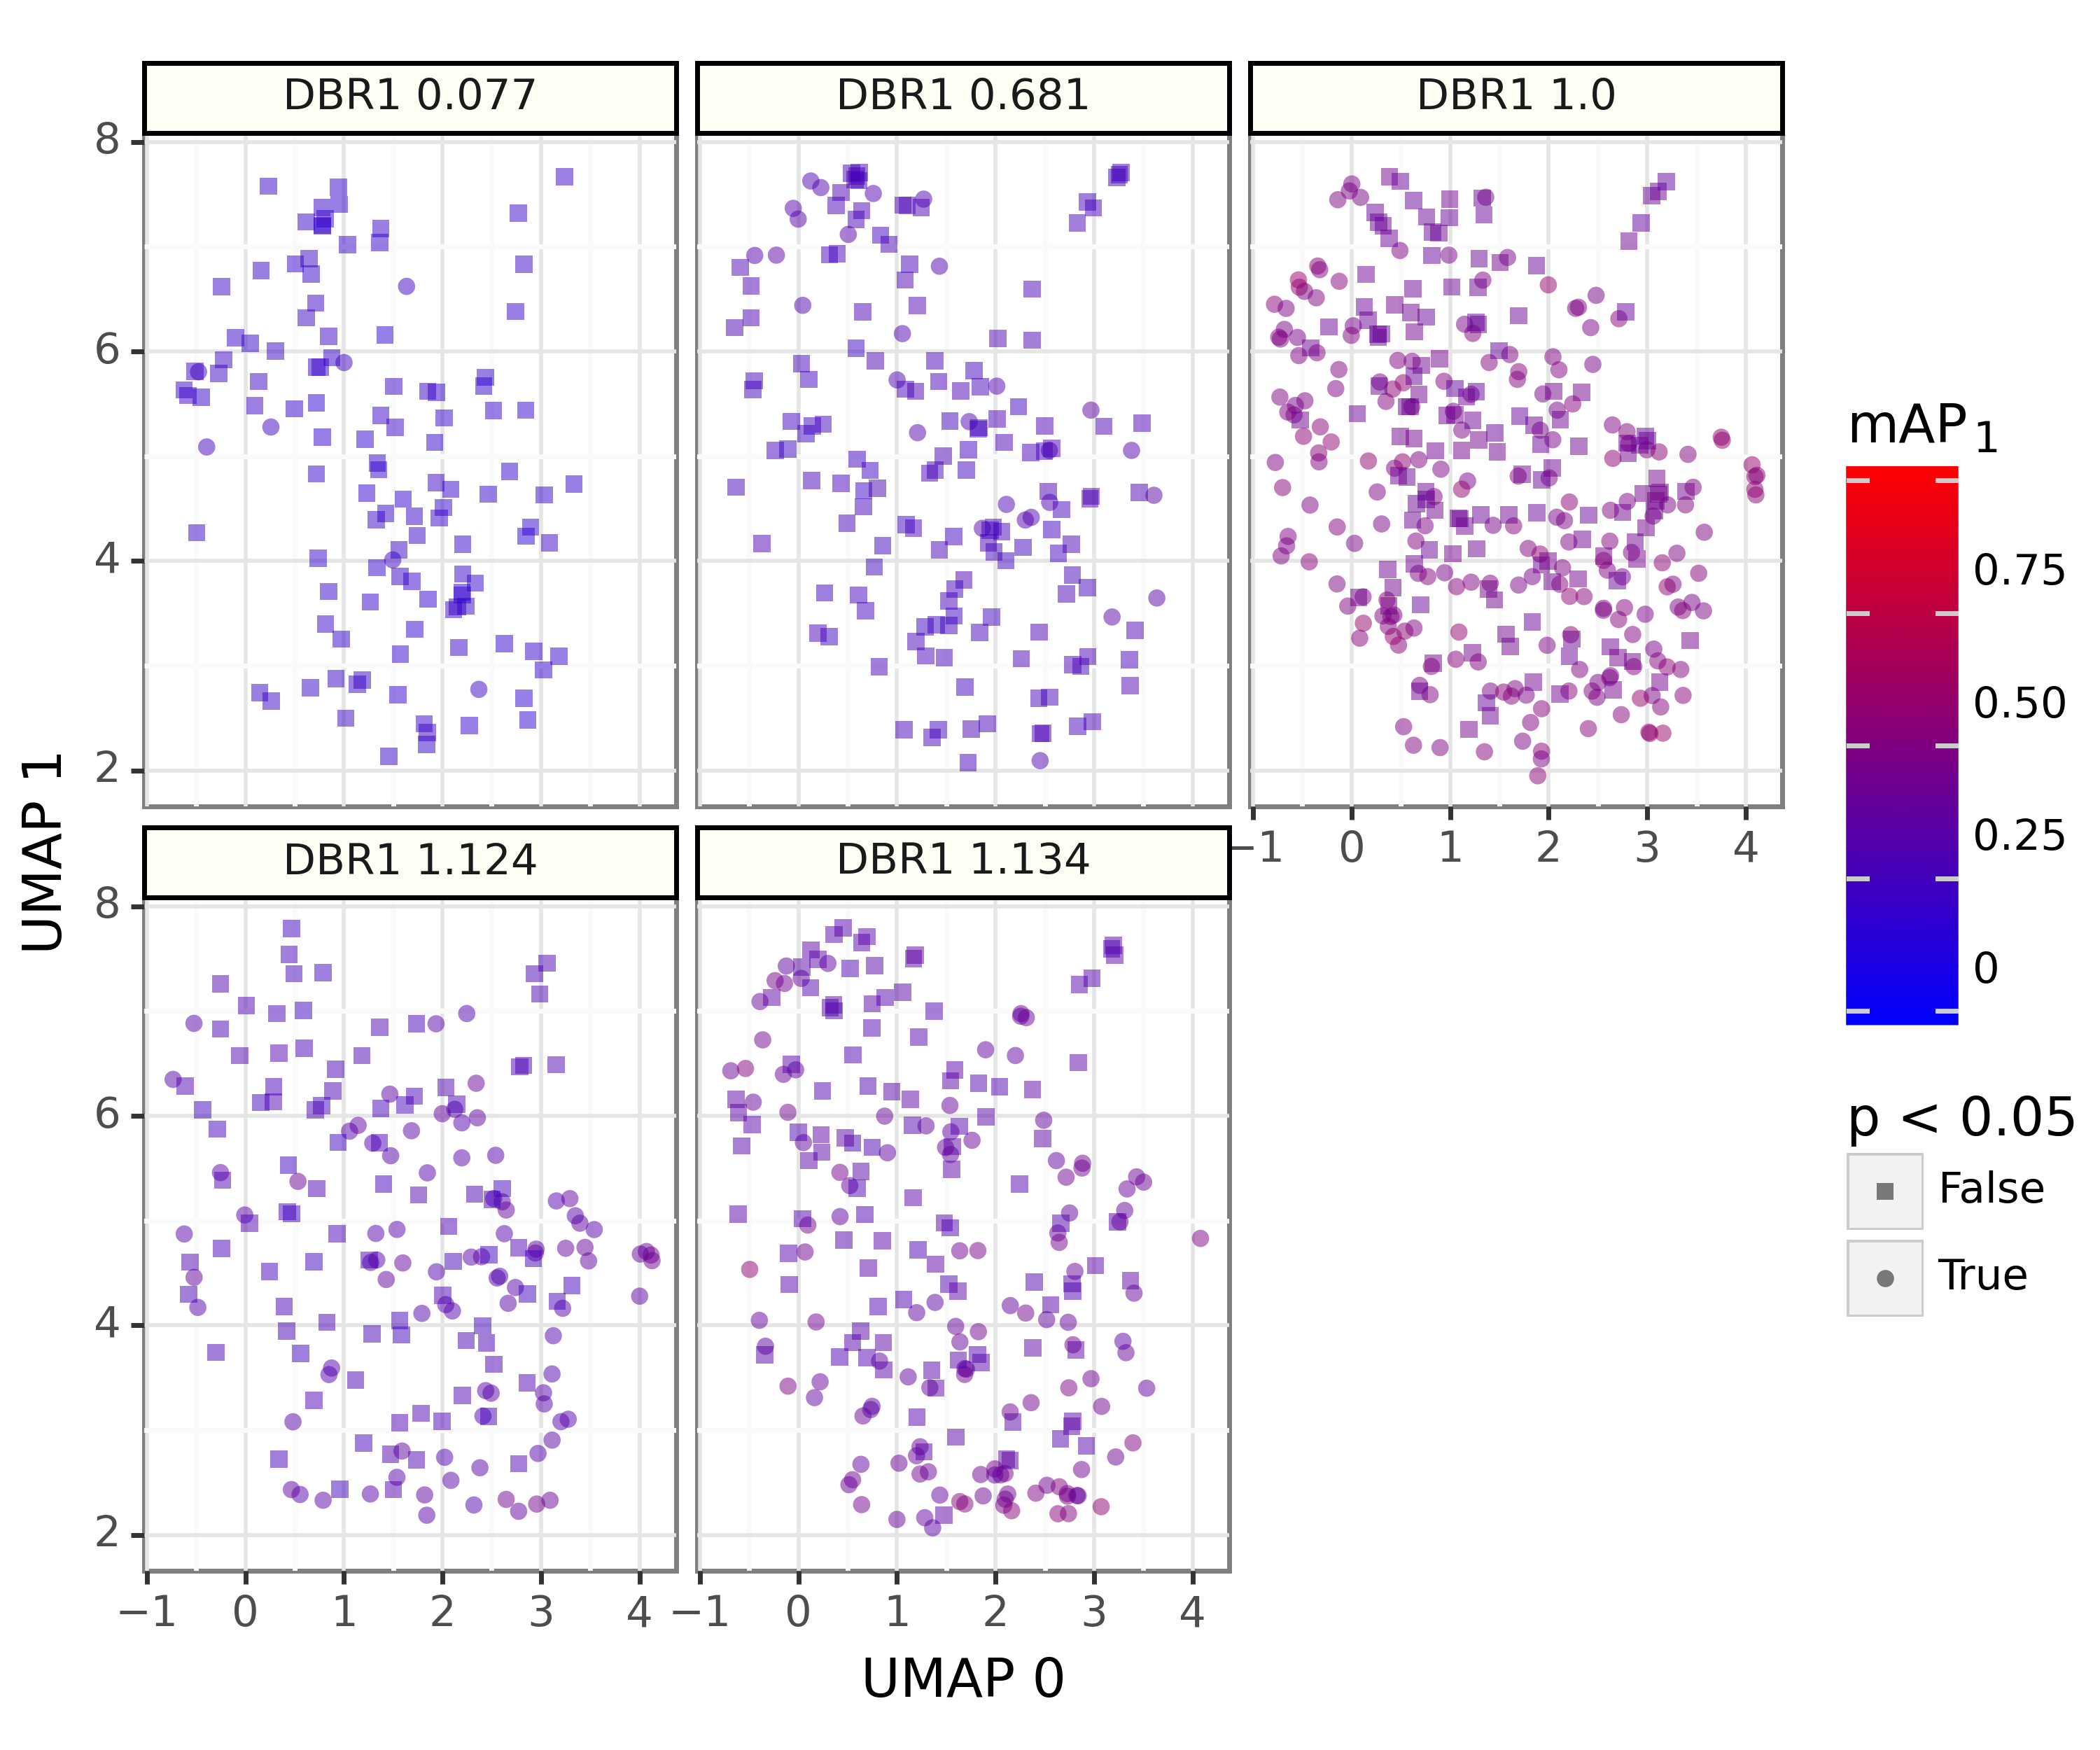 DBR1 0.077
DBR1 0.681
DBR1 1.0
8
6
4
2
−1 0 1 2 3 4
DBR1 1.124
DBR1 1.134
8
6
4
2
−1 0 1 2 3 4
−1 0 1 2 3 4
UMAP 1
UMAP 0
mAP
1
0.75
0.50
0.25
0
p < 0.05
False
True